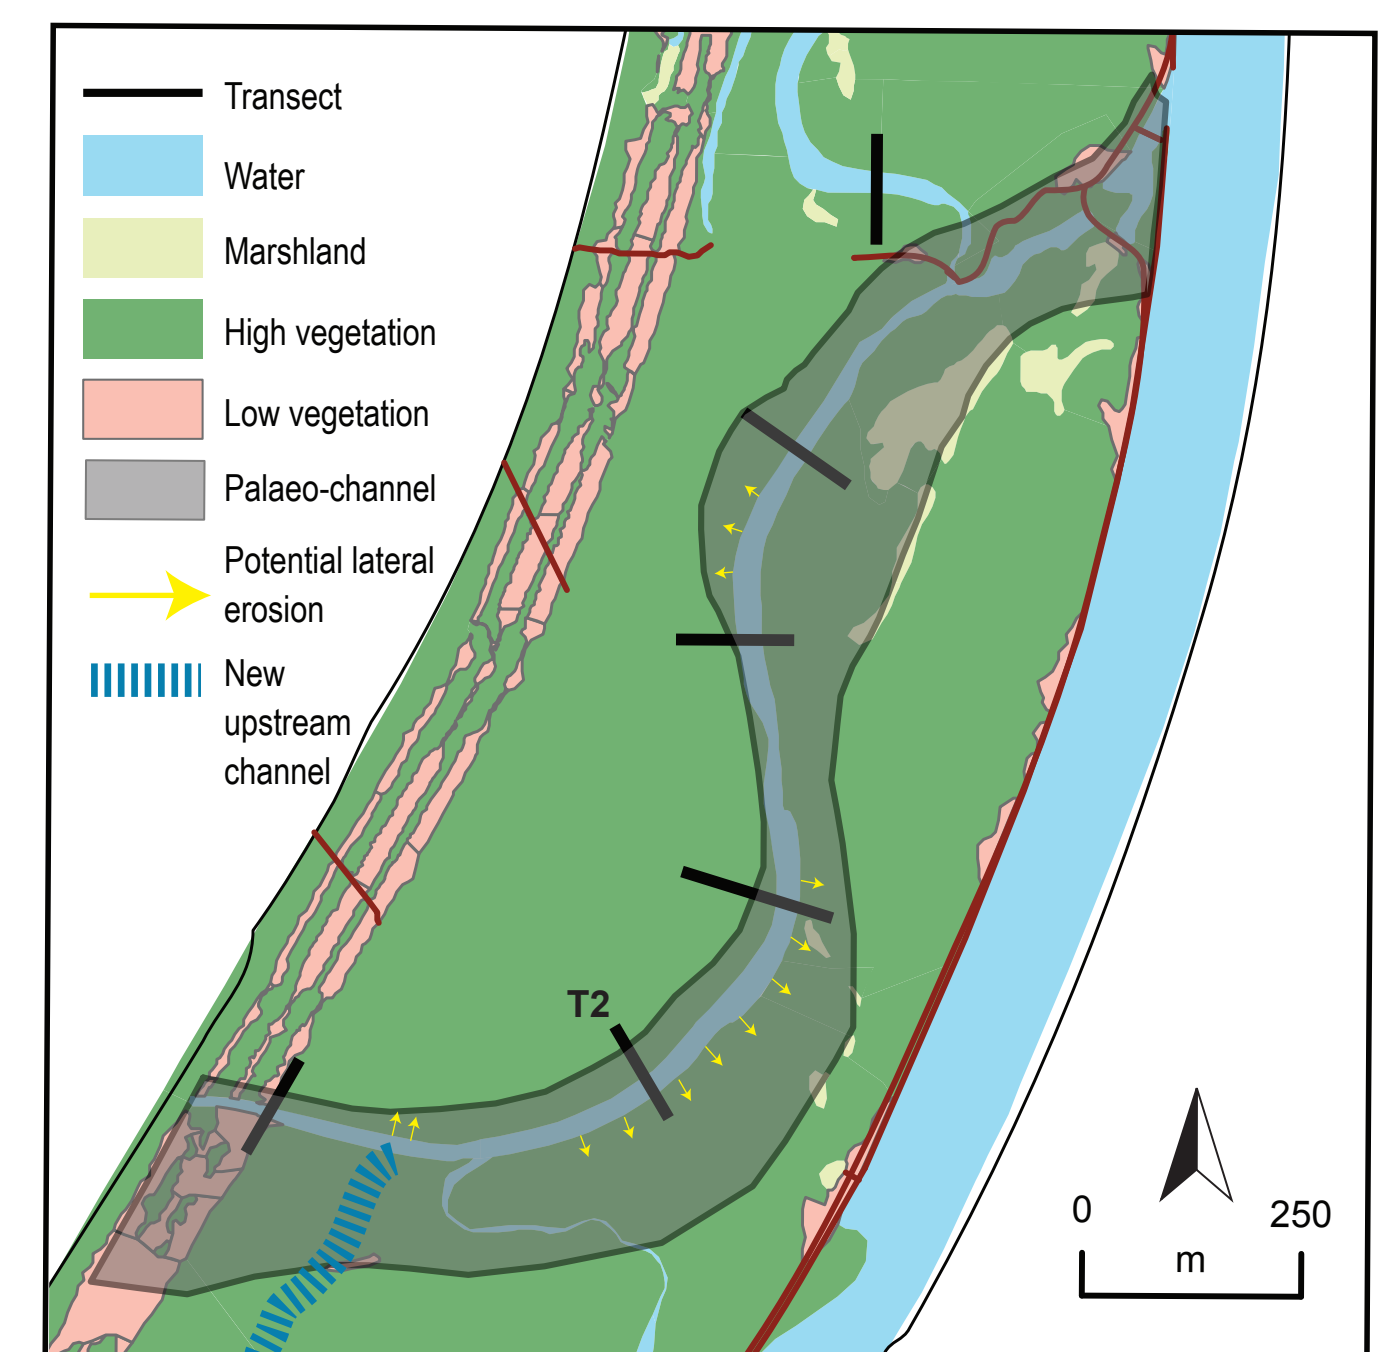 Transect
Water
Marshland
High vegetation
Low vegetation
Palaeo-channel
Potential lateral
erosion
New
upstream
channel
T2
0
250
m